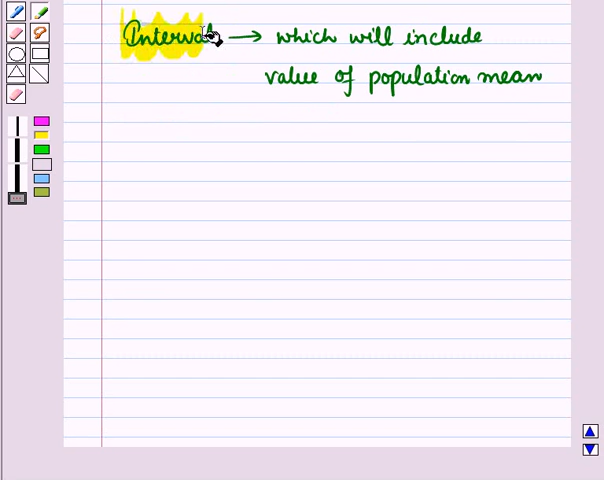 Interval → which will include
value of population mean